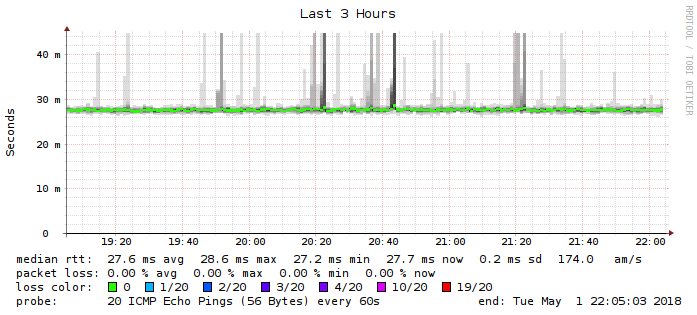 Last 3 Hours
RRDTOOL / TOBI OETIKER
Seconds
40 m
30 m
20 m
10 m
0
19:20 19:40 20:00 20:20 20:40 21:00 21:20 21:40 22:00
median rtt: 27.6 ms avg 28.6 ms max 27.2 ms min 27.7 ms now 0.2 ms sd 174.0 am/s
packet loss: 0.00 % avg 0.00 % max 0.00 % min 0.00 % now
loss color: 0 1/20 2/20 3/20 4/20 10/20 19/20
probe: 20 ICMP Echo Pings (56 Bytes) every 60s end: Tue May 1 22:05:03 2018